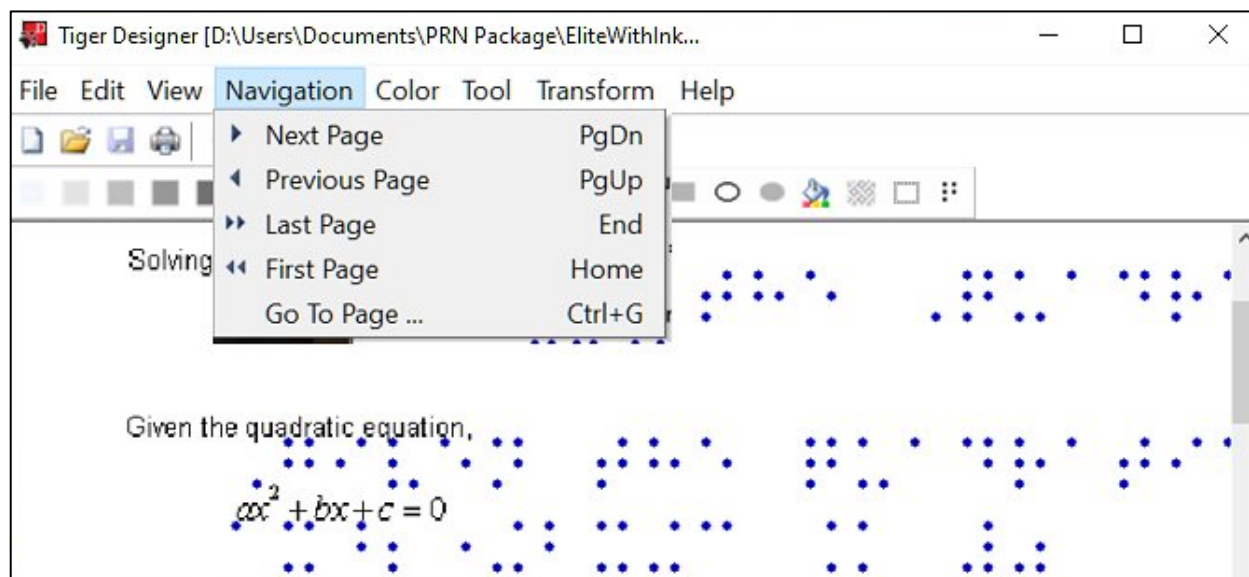 Tiger Designer [D:\Users\Documents\PRN Package\EliteWithInk...
File Edit View Navigation Color Tool Transform Help
Next Page PgDn
Previous Page PgUp
Last Page End
First Page Home
Go To Page ... Ctrl+G
Solving
Given the quadratic equation,
ax² + bx + c = 0